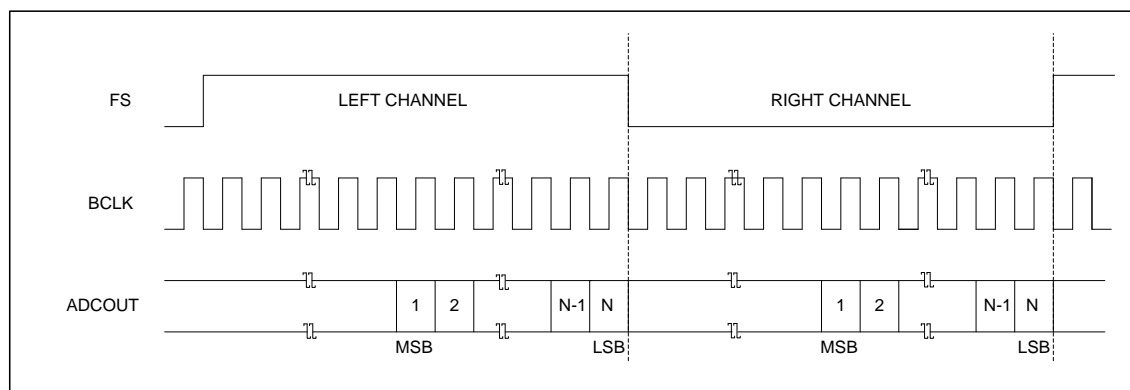 FS
LEFT CHANNEL
RIGHT CHANNEL
BCLK
ADCOUT
1
2
N-1
N
1
2
N-1
N
MSB
LSB
MSB
LSB